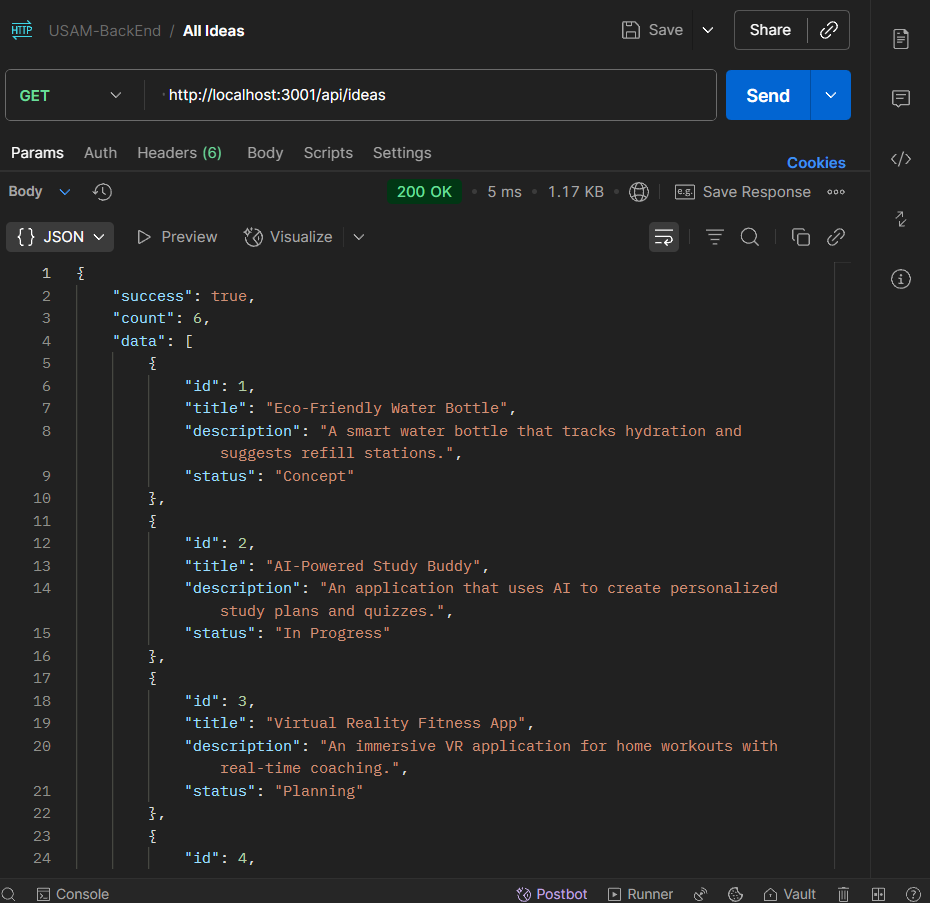 HTTP USAM-BackEnd / All Ideas Save Share
GET http://localhost:3001/api/ideas Send
Params Auth Headers (6) Body Scripts Settings
Cookies
Body 200 OK 5 ms 1.17 KB e.g. Save Response
{} JSON Preview Visualize
1 {
2 "success": true,
3 "count": 6,
4 "data": [
5 {
6 "id": 1,
7 "title": "Eco-Friendly Water Bottle",
8 "description": "A smart water bottle that tracks hydration and
suggests refill stations.",
9 "status": "Concept"
10 },
11 {
12 "id": 2,
13 "title": "AI-Powered Study Buddy",
14 "description": "An application that uses AI to create personalized
study plans and quizzes.",
15 "status": "In Progress"
16 },
17 {
18 "id": 3,
19 "title": "Virtual Reality Fitness App",
20 "description": "An immersive VR application for home workouts with
real-time coaching.",
21 "status": "Planning"
22 },
23 {
24 "id": 4,
Console Postbot Runner Vault